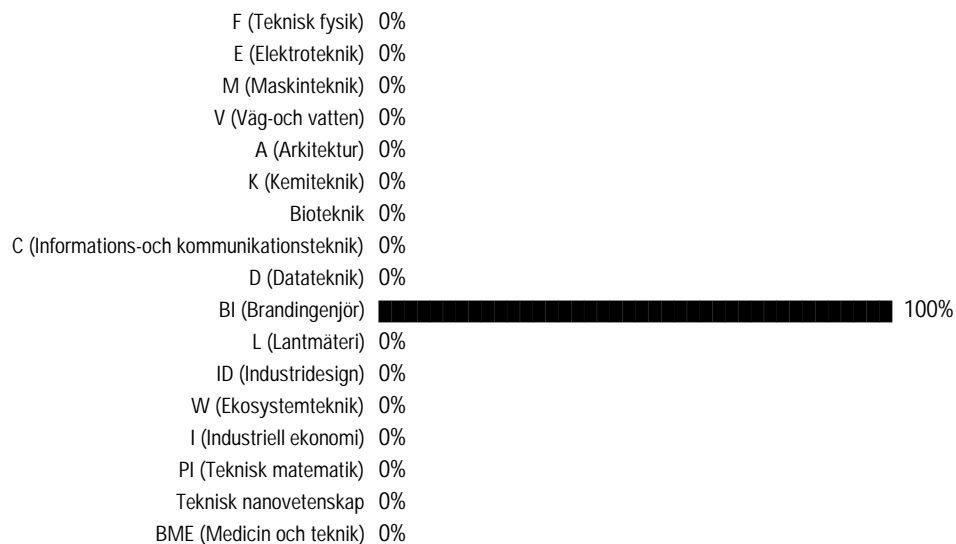 F (Teknisk fysik) 0%
E (Elektroteknik) 0%
M (Maskinteknik) 0%
V (Väg-och vatten) 0%
A (Arkitektur) 0%
K (Kemiteknik) 0%
Bioteknik 0%
C (Informations-och kommunikationsteknik) 0%
D (Datateknik) 0%
BI (Brandingenjör) 100%
L (Lantmäteri) 0%
ID (Industridesign) 0%
W (Ekosystemteknik) 0%
I (Industriell ekonomi) 0%
PI (Teknisk matematik) 0%
Teknisk nanovetenskap 0%
BME (Medicin och teknik) 0%